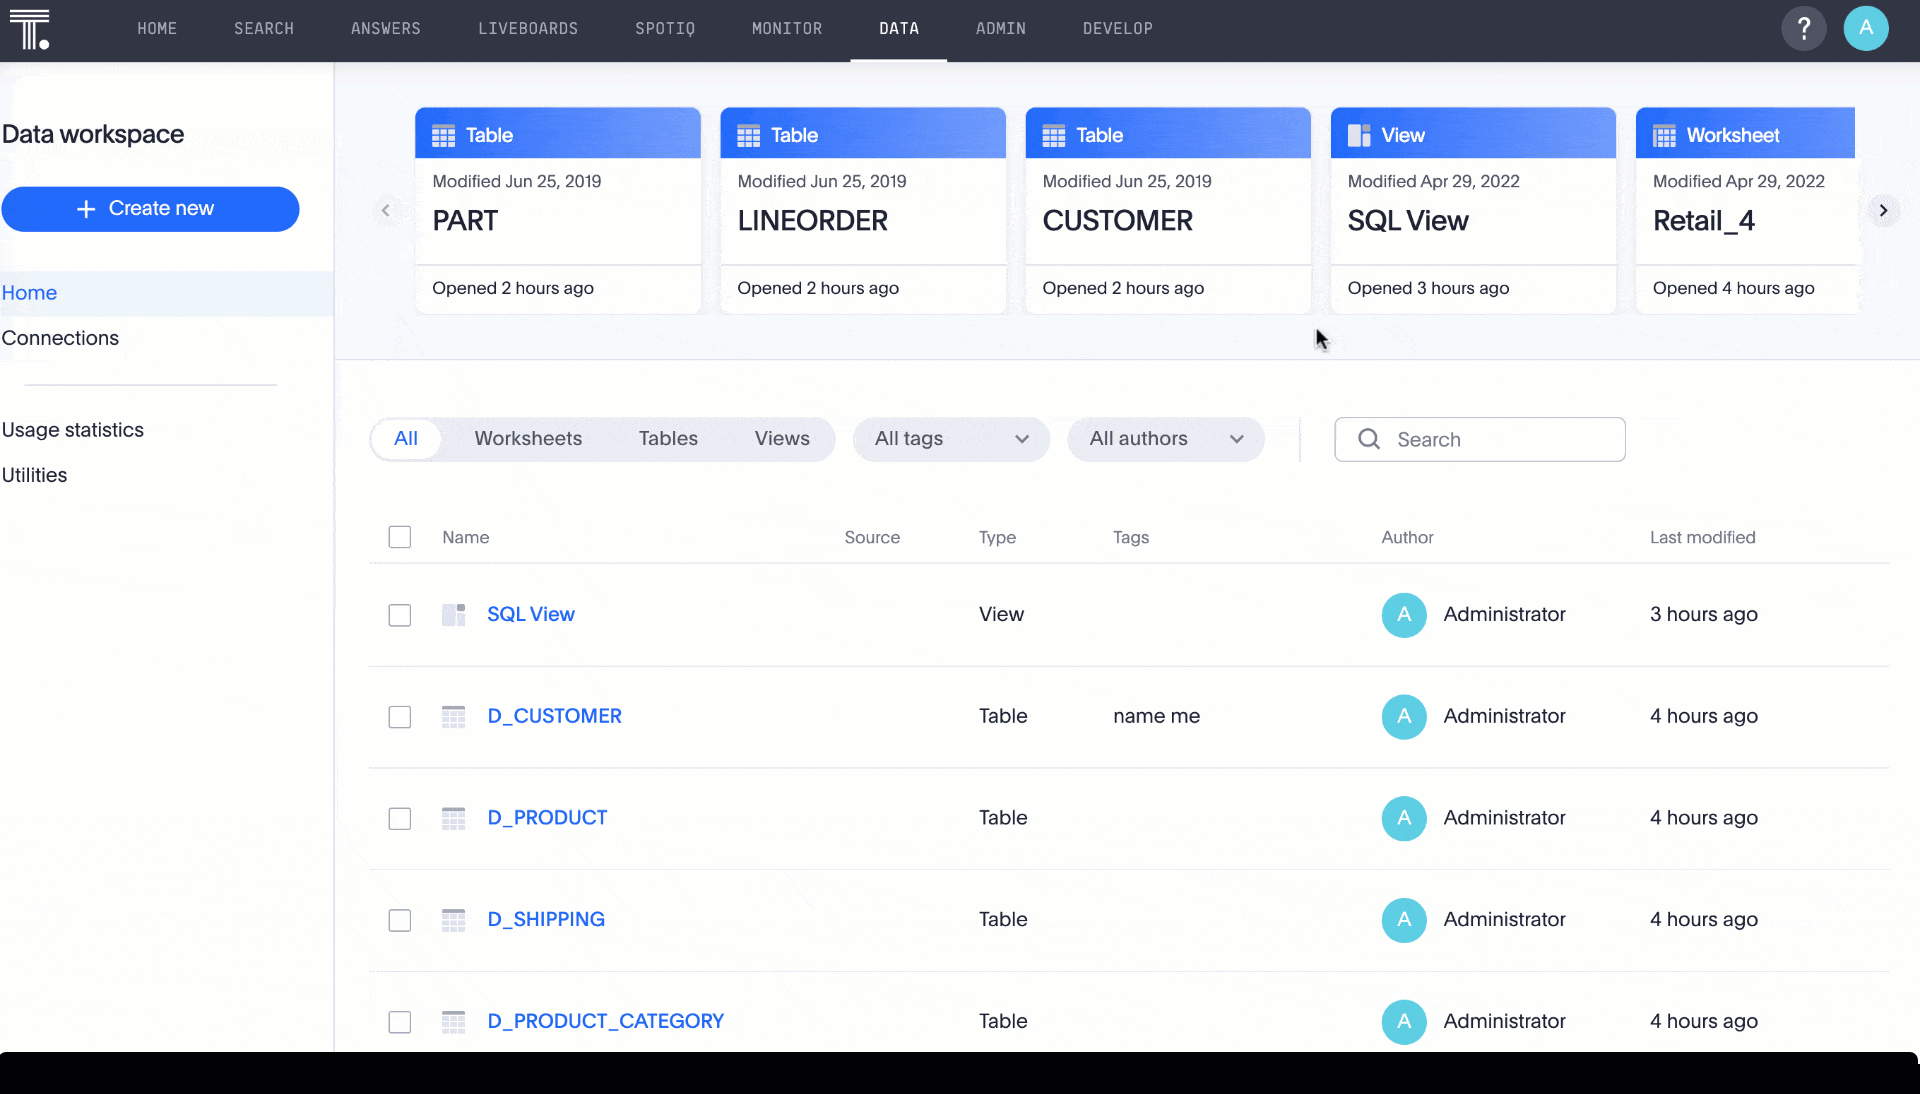 HOME SEARCH ANSWERS LIVEBOARDS SPOTIQ MONITOR DATA ADMIN DEVELOP ? A
Data workspace
+ Create new
Home
Connections
Usage statistics
Utilities
Table
Modified Jun 25, 2019
PART
Opened 2 hours ago
Table
Modified Jun 25, 2019
LINEORDER
Opened 2 hours ago
Table
Modified Jun 25, 2019
CUSTOMER
Opened 2 hours ago
View
Modified Apr 29, 2022
SQL View
Opened 3 hours ago
Worksheet
Modified Apr 29, 2022
Retail_4
Opened 4 hours ago
All Worksheets Tables Views All tags All authors Search
Name Source Type Tags Author Last modified
SQL View View A Administrator 3 hours ago
D_CUSTOMER Table name me A Administrator 4 hours ago
D_PRODUCT Table A Administrator 4 hours ago
D_SHIPPING Table A Administrator 4 hours ago
D_PRODUCT_CATEGORY Table A Administrator 4 hours ago